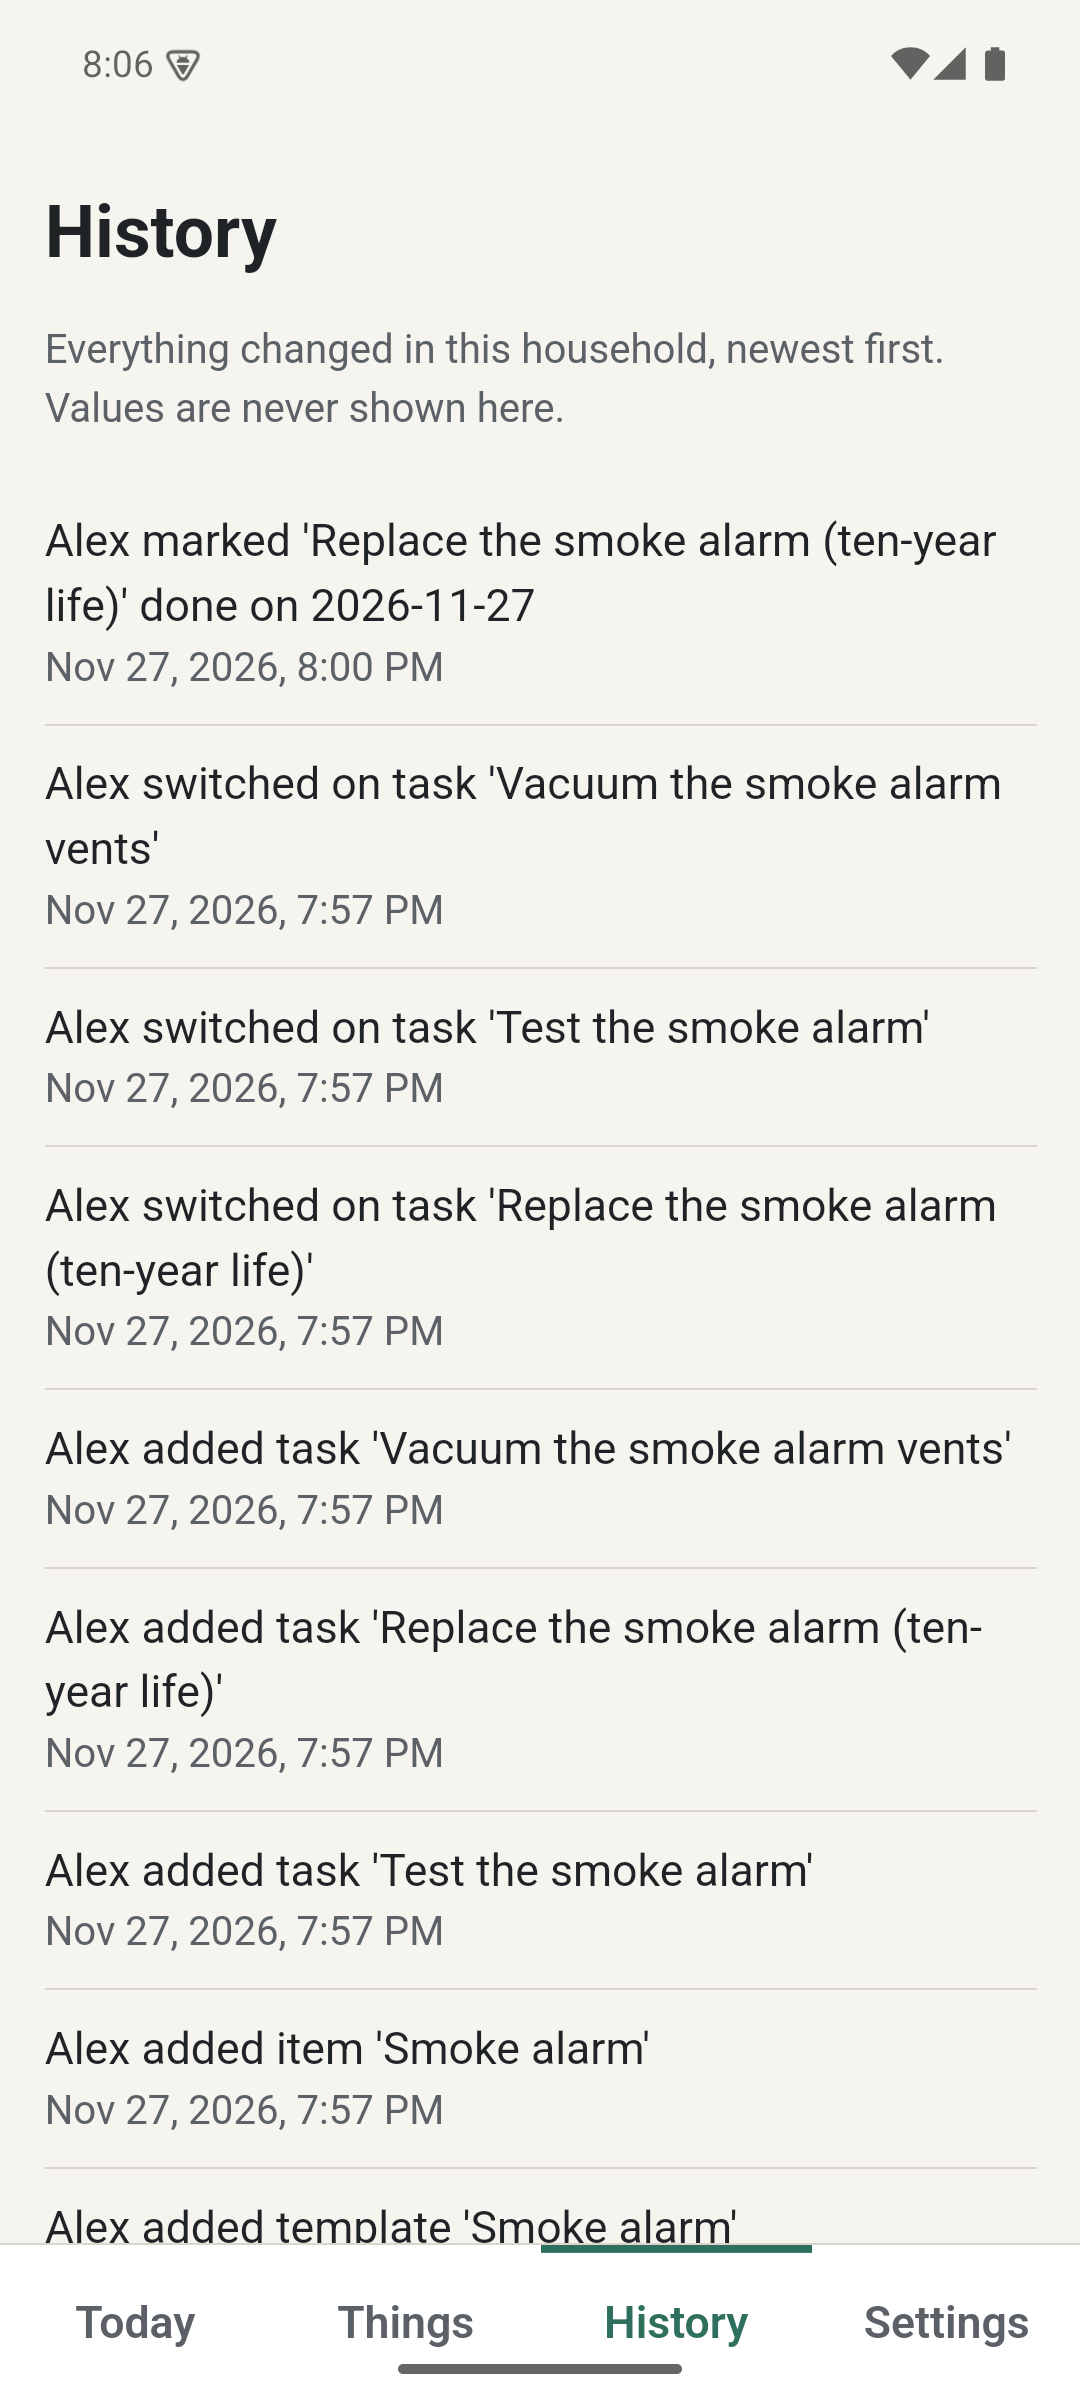 8:06
History
Everything changed in this household, newest first.
Values are never shown here.
Alex marked 'Replace the smoke alarm (ten-year
life)' done on 2026-11-27
Nov 27, 2026, 8:00 PM
Alex switched on task 'Vacuum the smoke alarm
vents'
Nov 27, 2026, 7:57 PM
Alex switched on task 'Test the smoke alarm'
Nov 27, 2026, 7:57 PM
Alex switched on task 'Replace the smoke alarm
(ten-year life)'
Nov 27, 2026, 7:57 PM
Alex added task 'Vacuum the smoke alarm vents'
Nov 27, 2026, 7:57 PM
Alex added task 'Replace the smoke alarm (ten-
year life)'
Nov 27, 2026, 7:57 PM
Alex added task 'Test the smoke alarm'
Nov 27, 2026, 7:57 PM
Alex added item 'Smoke alarm'
Nov 27, 2026, 7:57 PM
Alex added template 'Smoke alarm'
Today
Things
History
Settings